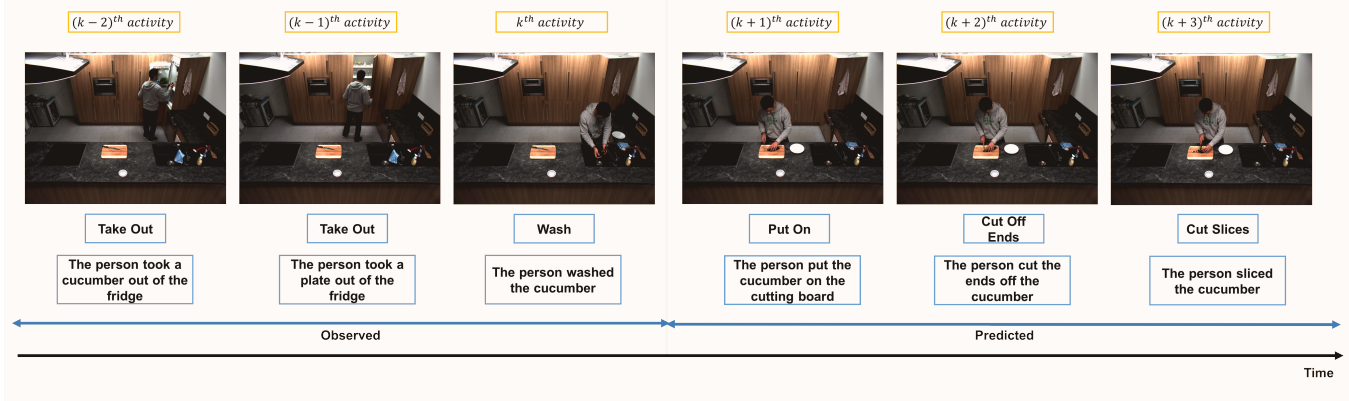 (k − 2)ᵗʰ activity
(k − 1)ᵗʰ activity
kᵗʰ activity
(k + 1)ᵗʰ activity
(k + 2)ᵗʰ activity
(k + 3)ᵗʰ activity
Take Out
Take Out
Wash
Put On
Cut Off
Ends
Cut Slices
The person took a
cucumber out of the
fridge
The person took a
plate out of the
fridge
The person washed
the cucumber
The person put the
cucumber on the
cutting board
The person cut the
ends off the
cucumber
The person sliced
the cucumber
Observed
Predicted
Time